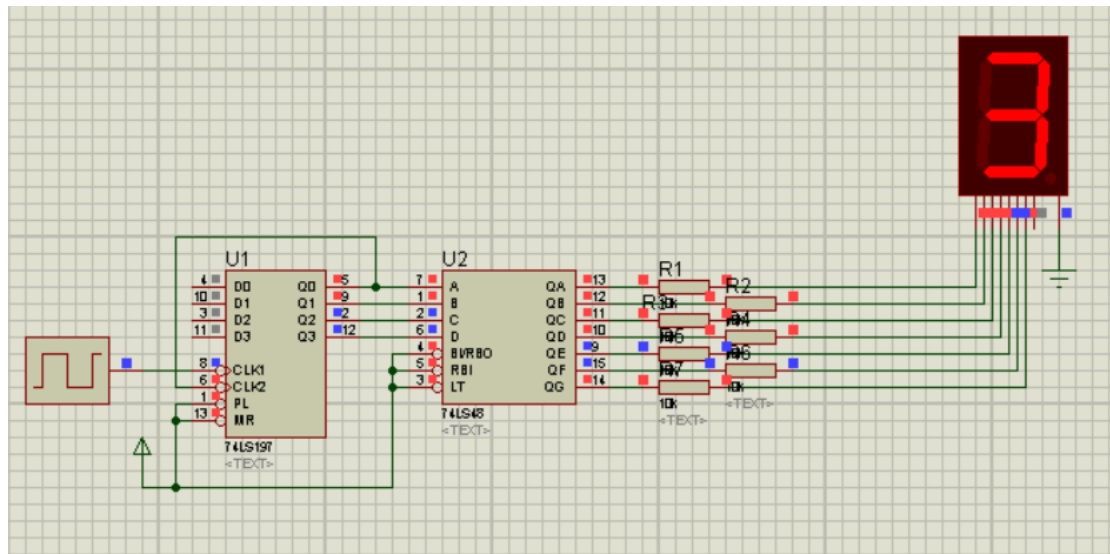 U1
4 D0 Q0 5
10 D1 Q1 9
3 D2 Q2 2
11 D3 Q3 12
8 CLK1
6 CLK2
1 PL
13 MR
74LS197
<TEXT>
U2
7 A QA 13
1 B QB 12
2 C QC 11
6 D QD 10
4 BI/RBO QE 9
5 RBI QF 15
3 LT QG 14
74LS48
<TEXT>
R1
R2
10k
<TEXT>
10k
<TEXT>
3